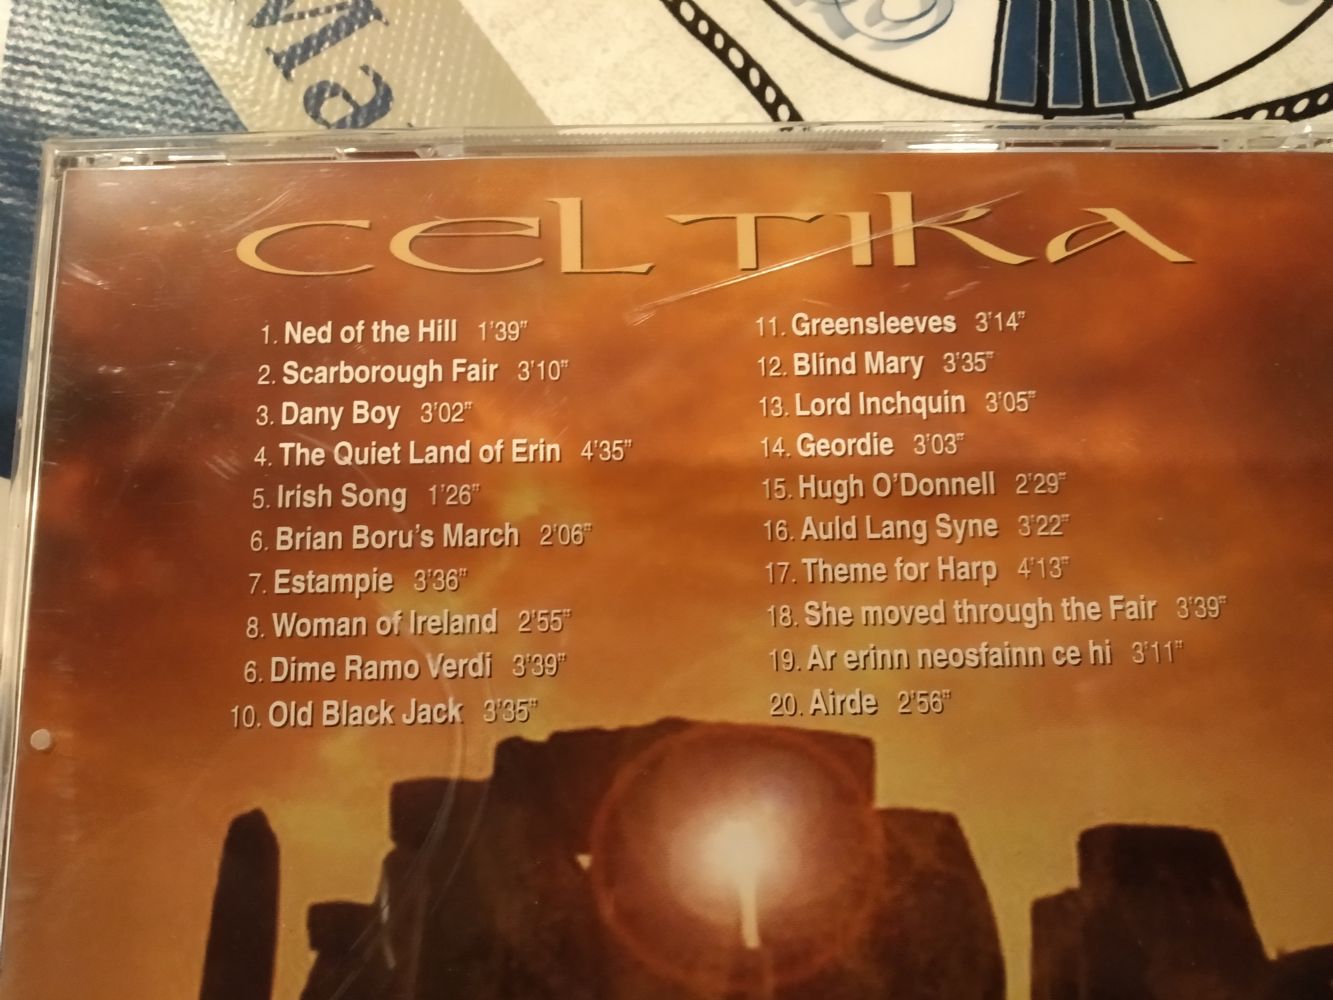 Ma
CELTIKA
1. Ned of the Hill 1'39"
2. Scarborough Fair 3'10"
3. Dany Boy 3'02"
4. The Quiet Land of Erin 4'35"
5. Irish Song 1'26"
6. Brian Boru's March 2'06"
7. Estampie 3'36"
8. Woman of Ireland 2'55"
6. Dime Ramo Verdi 3'39"
10. Old Black Jack 3'35"
11. Greensleeves 3'14"
12. Blind Mary 3'35"
13. Lord Inchquin 3'05"
14. Geordie 3'03"
15. Hugh O'Donnell 2'29"
16. Auld Lang Syne 3'22"
17. Theme for Harp 4'13"
18. She moved through the Fair 3'39"
19. Ar erinn neosfainn ce hi 3'11"
20. Airde 2'56"